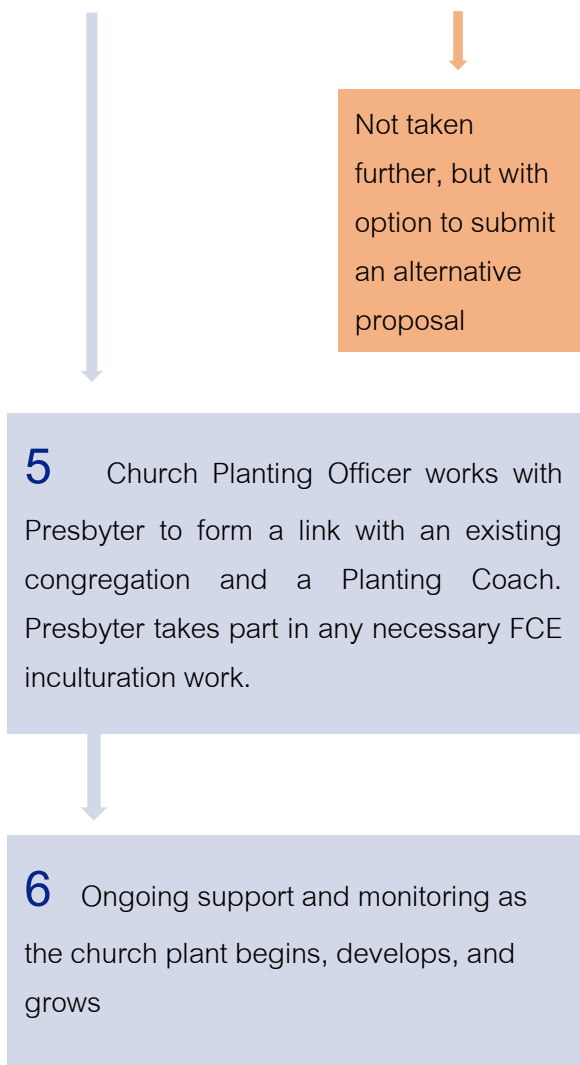 Not taken
further, but with
option to submit
an alternative
proposal
5 Church Planting Officer works with
Presbyter to form a link with an existing
congregation and a Planting Coach.
Presbyter takes part in any necessary FCE
inculturation work.
6 Ongoing support and monitoring as
the church plant begins, develops, and
grows